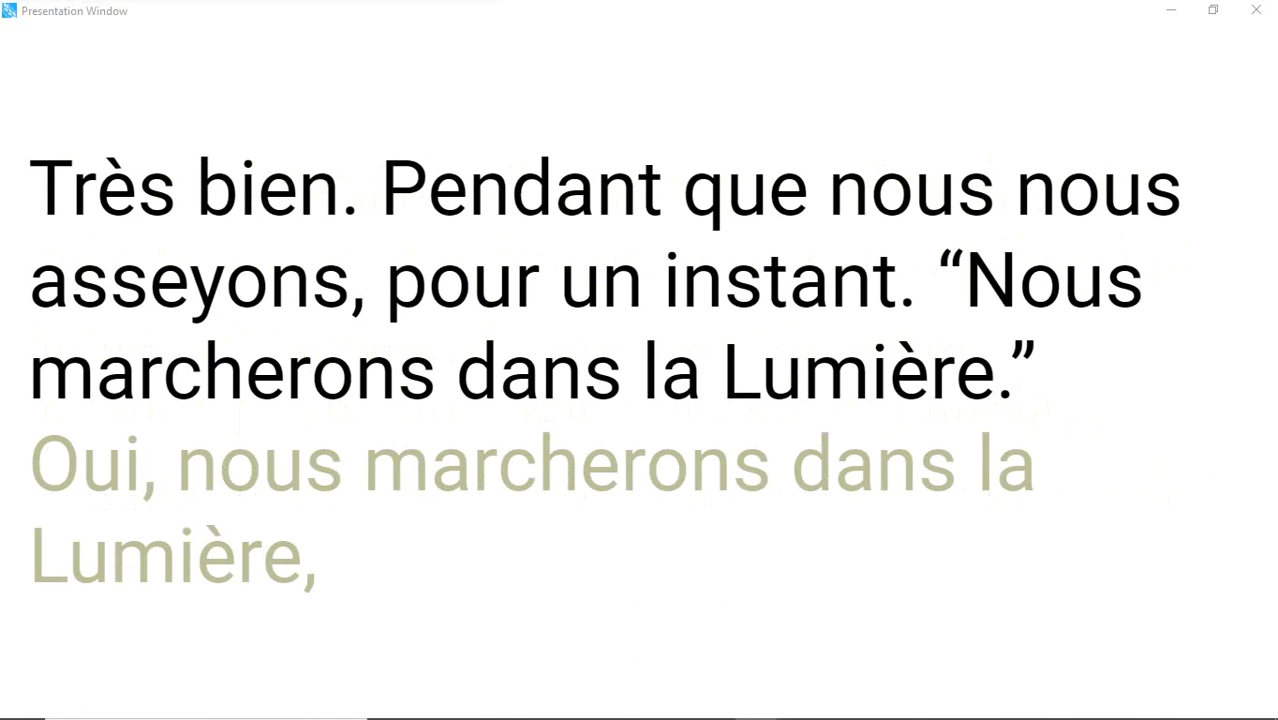 Presentation Window
Très bien. Pendant que nous nous
asseyons, pour un instant. “Nous
marcherons dans la Lumière.”
Oui, nous marcherons dans la
Lumière,